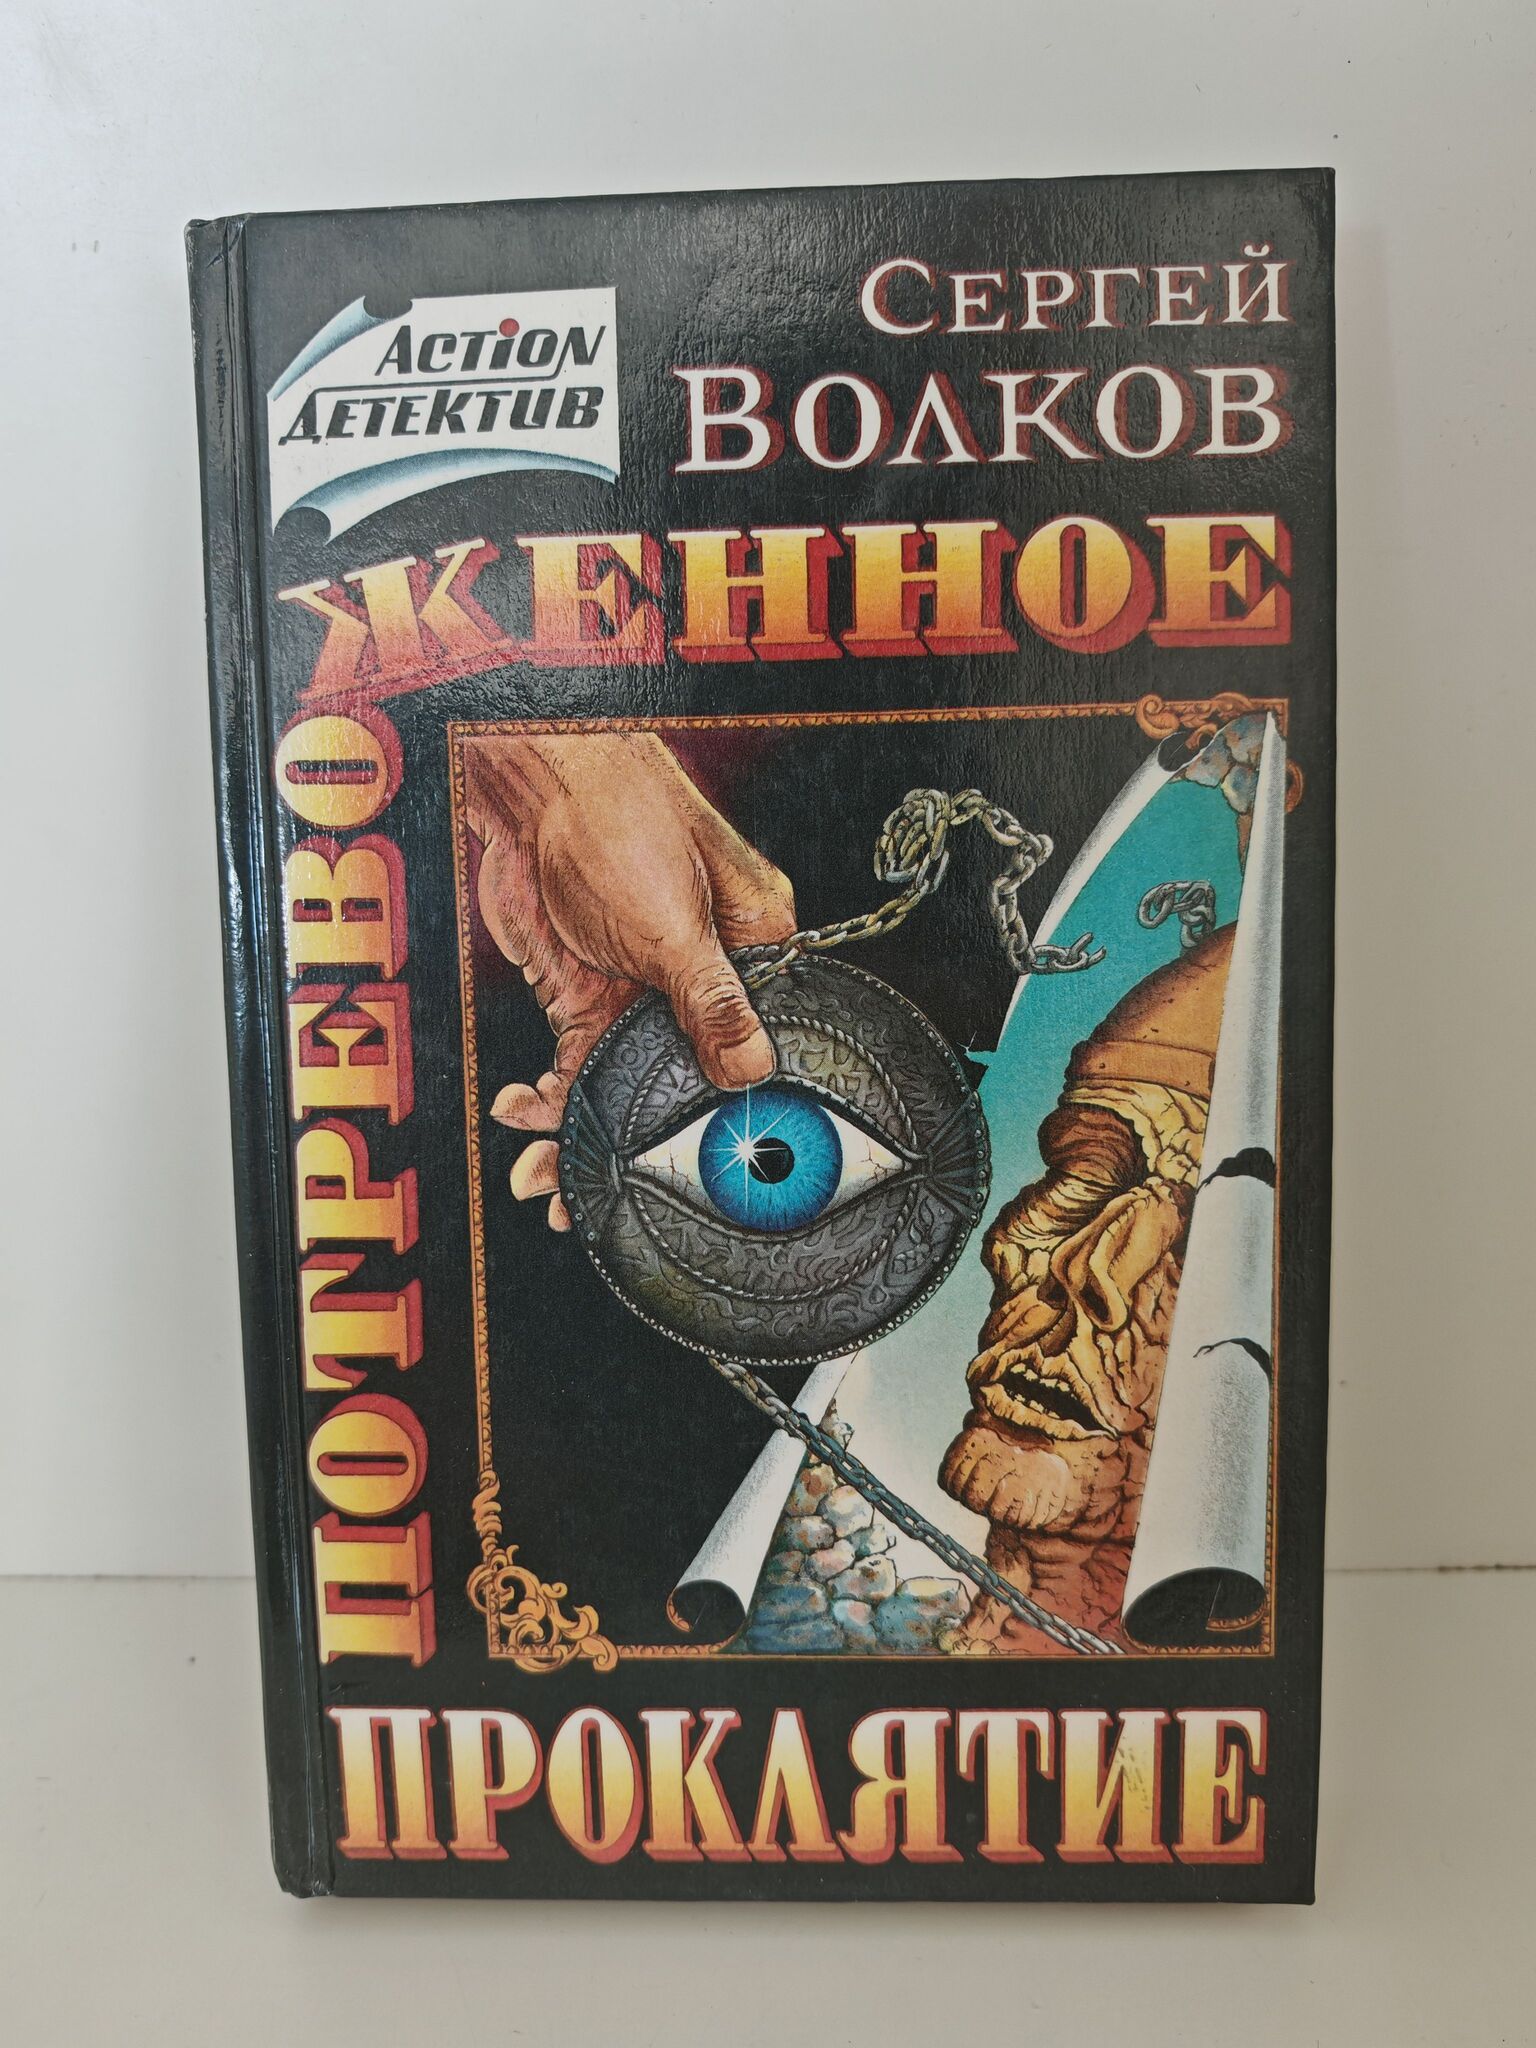 ACTiON
ДЕТЕКТИВ
СЕРГЕЙ
ВОЛКОВ
ПОТРЕВОЖЕННОЕ
ПРОКЛЯТИЕ